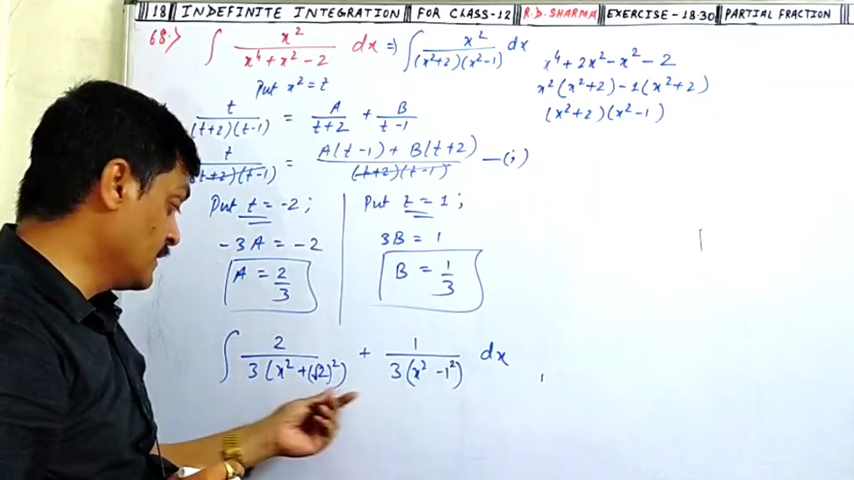 18 INDEFINITE INTEGRATION FOR CLASS-12 R.D. SHARMA EXERCISE - 18.30 PARTIAL FRACTION
68.> ∫ x²/(x⁴+x²-2) dx => ∫ x²/((x²+2)(x²-1)) dx
x⁴+2x²-x²-2
x²(x²+2)-1(x²+2)
(x²+2)(x²-1)
Put x²=t
t/((t+2)(t-1)) = A/(t+2) + B/(t-1)
t/((t+2)(t-1)) = (A(t-1)+B(t+2))/((t+2)(t-1)) —(i)
Put t=-2;
-3A=-2
A=2/3
Put t=1;
3B=1
B=1/3
∫ 2/(3(x²+(√2)²)) + 1/(3(x²-1²)) dx